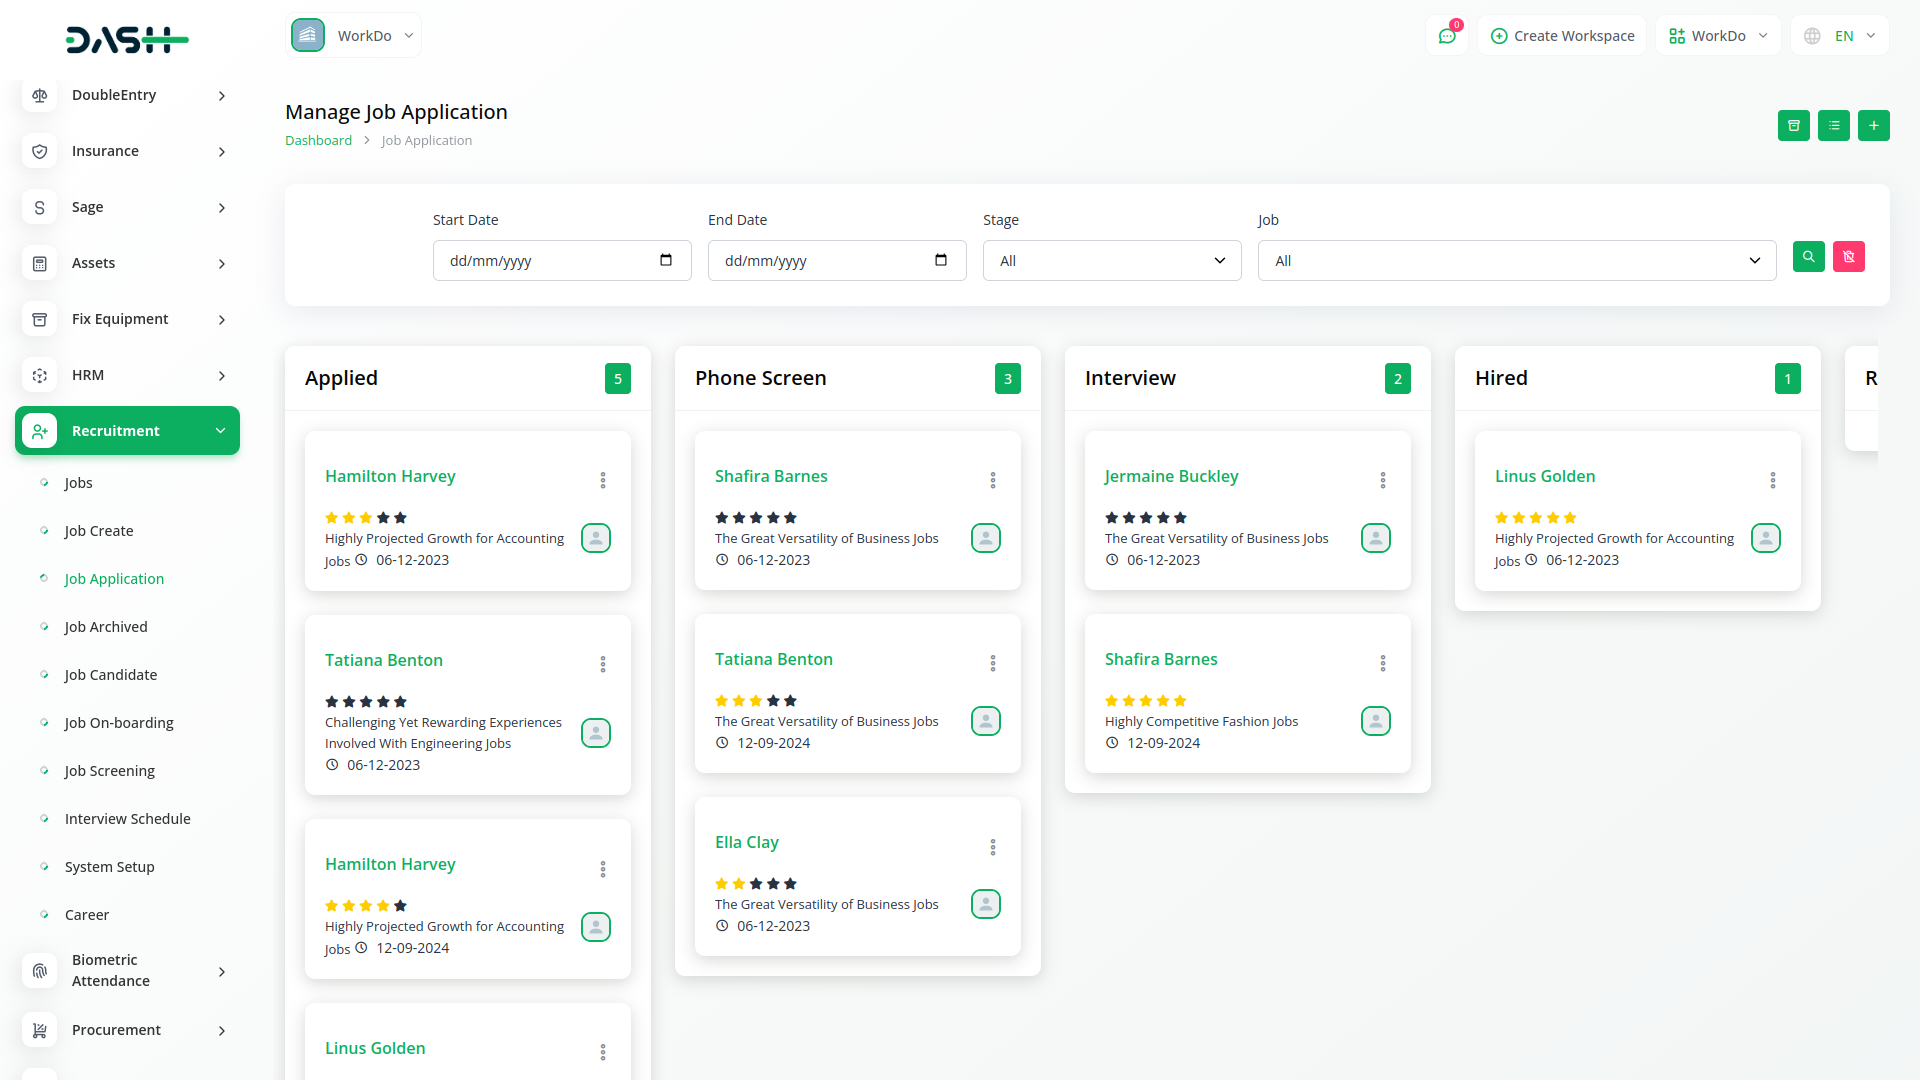 DASH
WorkDo
0
Create Workspace
WorkDo
EN
DoubleEntry
Insurance
Sage
Assets
Fix Equipment
HRM
Recruitment
Jobs
Job Create
Job Application
Job Archived
Job Candidate
Job On-boarding
Job Screening
Interview Schedule
System Setup
Career
Biometric
Attendance
Procurement
Manage Job Application
Dashboard
Job Application
Start Date
dd/mm/yyyy
End Date
dd/mm/yyyy
Stage
All
Job
All
Applied
5
Hamilton Harvey
Highly Projected Growth for Accounting
Jobs 06-12-2023
Tatiana Benton
Challenging Yet Rewarding Experiences
Involved With Engineering Jobs
06-12-2023
Hamilton Harvey
Highly Projected Growth for Accounting
Jobs 12-09-2024
Linus Golden
Phone Screen
3
Shafira Barnes
The Great Versatility of Business Jobs
06-12-2023
Tatiana Benton
The Great Versatility of Business Jobs
12-09-2024
Ella Clay
The Great Versatility of Business Jobs
06-12-2023
Interview
2
Jermaine Buckley
The Great Versatility of Business Jobs
06-12-2023
Shafira Barnes
Highly Competitive Fashion Jobs
12-09-2024
Hired
1
Linus Golden
Highly Projected Growth for Accounting
Jobs 06-12-2023
R